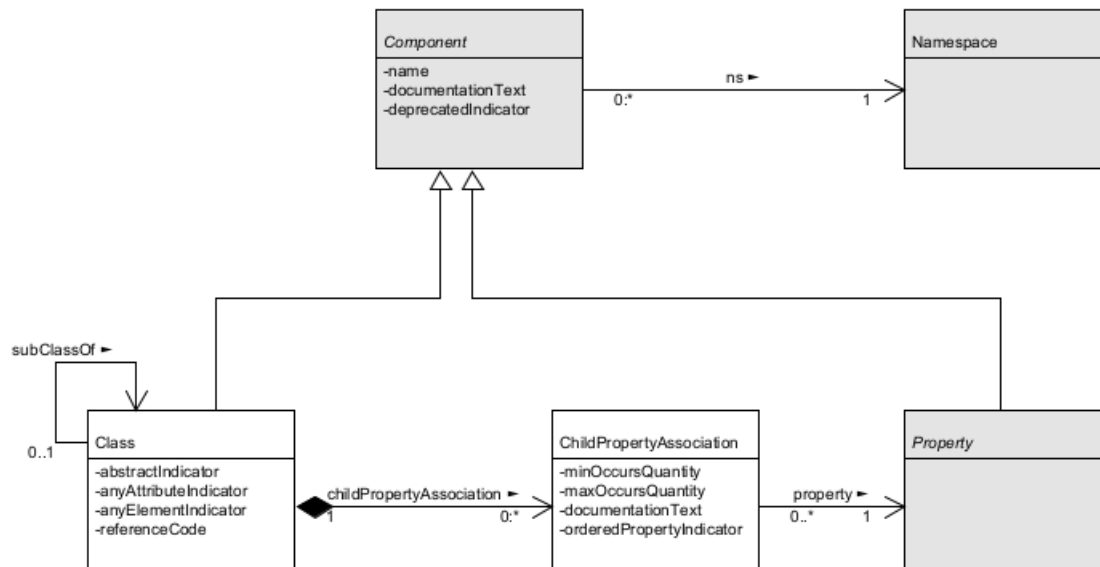 Component
-name
-documentationText
-deprecatedIndicator
ns ►
0:*
1
Namespace
subClassOf ►
0..1
Class
-abstractIndicator
-anyAttributeIndicator
-anyElementIndicator
-referenceCode
childPropertyAssociation ►
1
0:*
ChildPropertyAssociation
-minOccursQuantity
-maxOccursQuantity
-documentationText
-orderedPropertyIndicator
property ►
0..*
1
Property